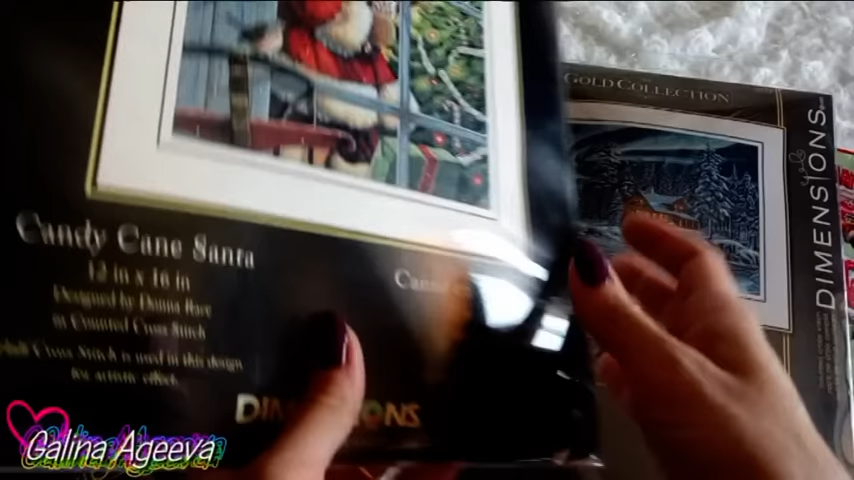 GOLD COLLECTION
DIMENSIONS
Candy Cane Santa
12 in x 16 in
Designed by Donna Race
in Counted Cross Stitch
Cross Stitch is used in this design
for artistic effect.
DIMENSIONS
Galina Ageeva